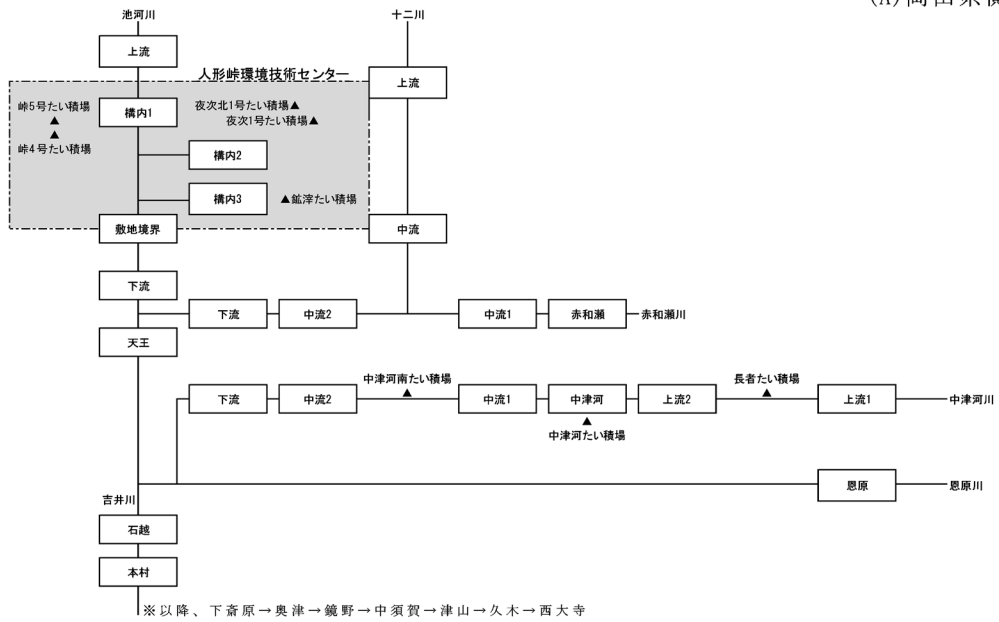 (A)岡山県側
池河川 十二川
上流
人形峠環境技術センター
上流
峠5号たい積場
▲
構内1
夜次北1号たい積場▲
夜次1号たい積場▲
▲
峠4号たい積場
構内2
構内3
▲鉱滓たい積場
敷地境界
中流
下流
下流 中流2 中流1 赤和瀬 赤和瀬川
天王
中津河南たい積場
▲
長者たい積場
▲
下流 中流2 中流1 中津河 上流2 上流1 中津河川
▲
中津河たい積場
恩原 恩原川
吉井川
石越
本村
※以降、下斎原→奥津→鏡野→中須賀→津山→久木→西大寺